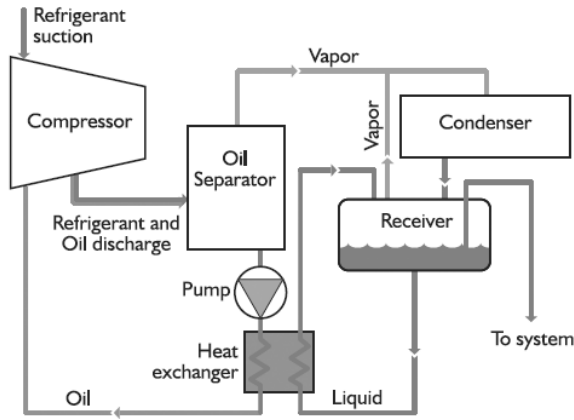 Refrigerant
suction
Compressor
Refrigerant and
Oil discharge
Oil
Separator
Vapor
Vapor
Condenser
Receiver
Pump
Heat
exchanger
Oil
Liquid
To system